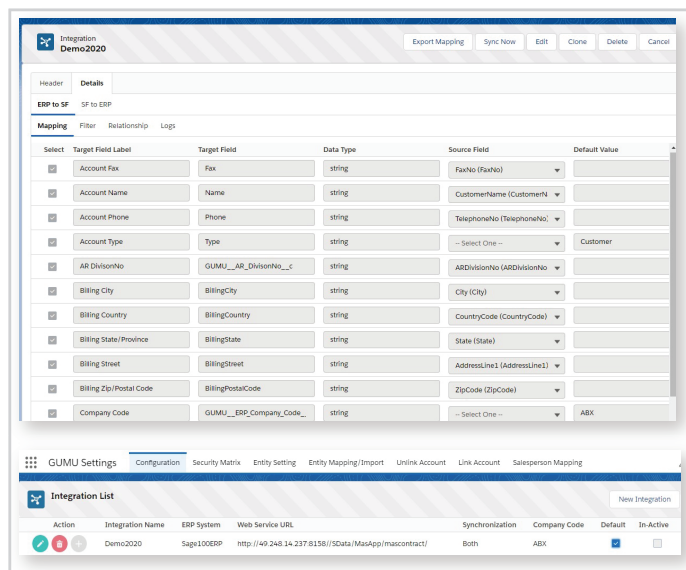 Integration
Demo2020
Export Mapping Sync Now Edit Clone Delete Cancel
Header Details
ERP to SF SF to ERP
Mapping Filter Relationship Logs
Select Target Field Label Target Field Data Type Source Field Default Value
Account Fax Fax string FaxNo (FaxNo)
Account Name Name string CustomerName (CustomerN
Account Phone Phone string TelephoneNo (TelephoneNo)
Account Type Type string -- Select One -- Customer
AR DivisonNo GUMU__AR_DivisonNo__c string ARDivisionNo (ARDivisionNo
Billing City BillingCity string City (City)
Billing Country BillingCountry string CountryCode (CountryCode)
Billing State/Province BillingState string State (State)
Billing Street BillingStreet string AddressLine1 (AddressLine1)
Billing Zip/Postal Code BillingPostalCode string ZipCode (ZipCode)
Company Code GUMU__ERP_Company_Code_ string -- Select One -- ABX
GUMU Settings Configuration Security Matrix Entity Setting Entity Mapping/Import Unlink Account Link Account Salesperson Mapping
Integration List New Integration
Action Integration Name ERP System Web Service URL Synchronization Company Code Default In-Active
Demo2020 Sage100ERP http://49.248.14.237:8158//SData/MasApp/mascontract/ Both ABX